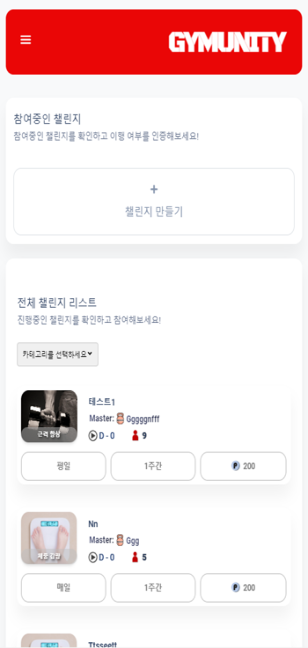 GYMUNITY
참여중인 챌린지
참여중인 챌린지를 확인하고 이행 여부를 인증해보세요!
+
챌린지 만들기
전체 챌린지 리스트
진행중인 챌린지를 확인하고 참여해보세요!
카테고리를 선택하세요
테스트1
Master: Gggggnfff
근력 향상
D - 0 9
평일 1주간 P 200
Nn
Master: Ggg
체중 감량
D - 0 5
매일 1주간 P 200